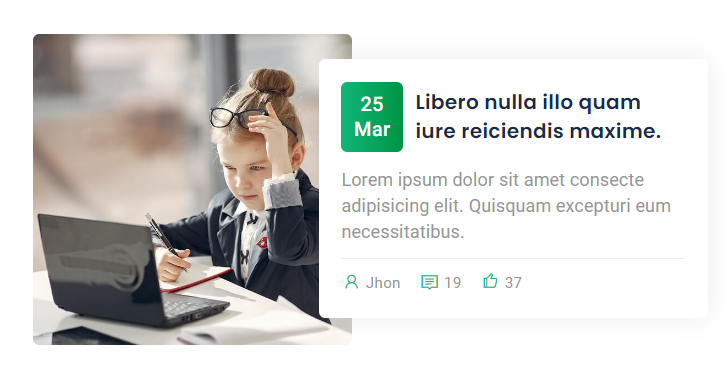 25
Mar
Libero nulla illo quam
iure reiciendis maxime.
Lorem ipsum dolor sit amet consecte
adipisicing elit. Quisquam excepturi eum
necessitatibus.
Jhon 19 37